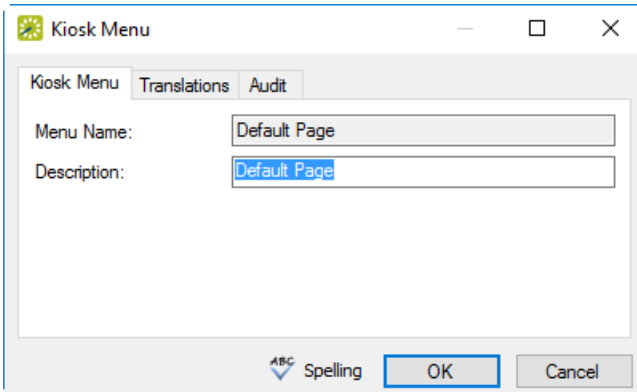 Kiosk Menu
Kiosk Menu Translations Audit
Menu Name: Default Page
Description: Default Page
ABC Spelling OK Cancel